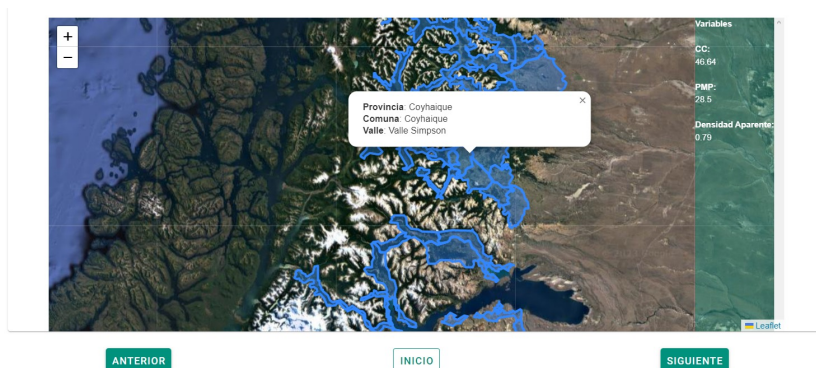 +
−
Provincia: Coyhaique
Comuna: Coyhaique
Valle: Valle Simpson
×
Variables
CC:
46.64
PMP:
28.5
Densidad Aparente:
0.79
Leaflet
ANTERIOR
INICIO
SIGUIENTE